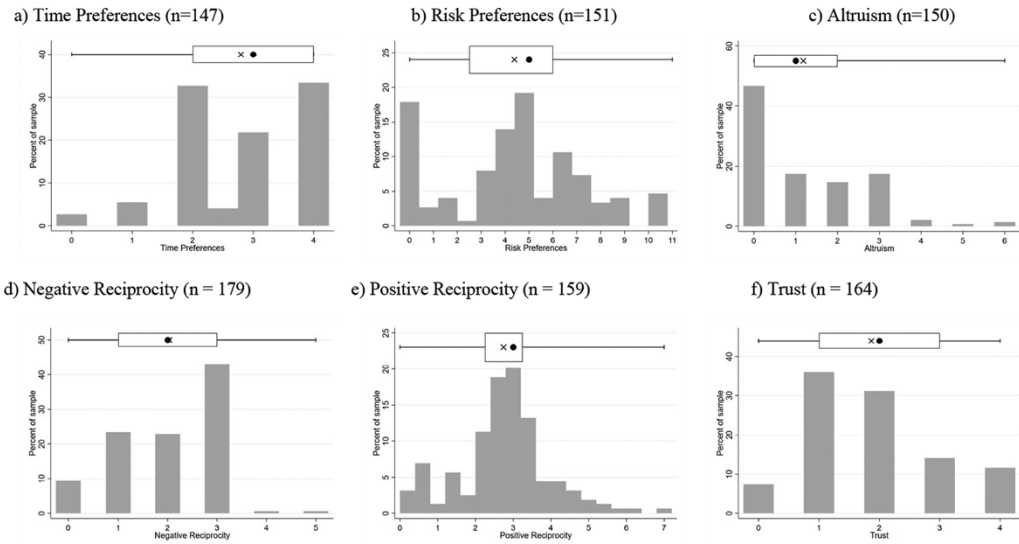 a) Time Preferences (n=147)
b) Risk Preferences (n=151)
c) Altruism (n=150)
Percent of sample
0 10 20 30 40
0 1 2 3 4
Time Preferences
Percent of sample
0 5 10 15 20 25
0 1 2 3 4 5 6 7 8 9 10 11
Risk Preferences
Percent of sample
0 20 40 60
0 1 2 3 4 5 6
Altruism
d) Negative Reciprocity (n = 179)
e) Positive Reciprocity (n = 159)
f) Trust (n = 164)
Percent of sample
0 10 20 30 40 50
0 1 2 3 4 5
Negative Reciprocity
Percent of sample
0 5 10 15 20 25
0 1 2 3 4 5 6 7
Positive Reciprocity
Percent of sample
0 10 20 30 40
0 1 2 3 4
Trust